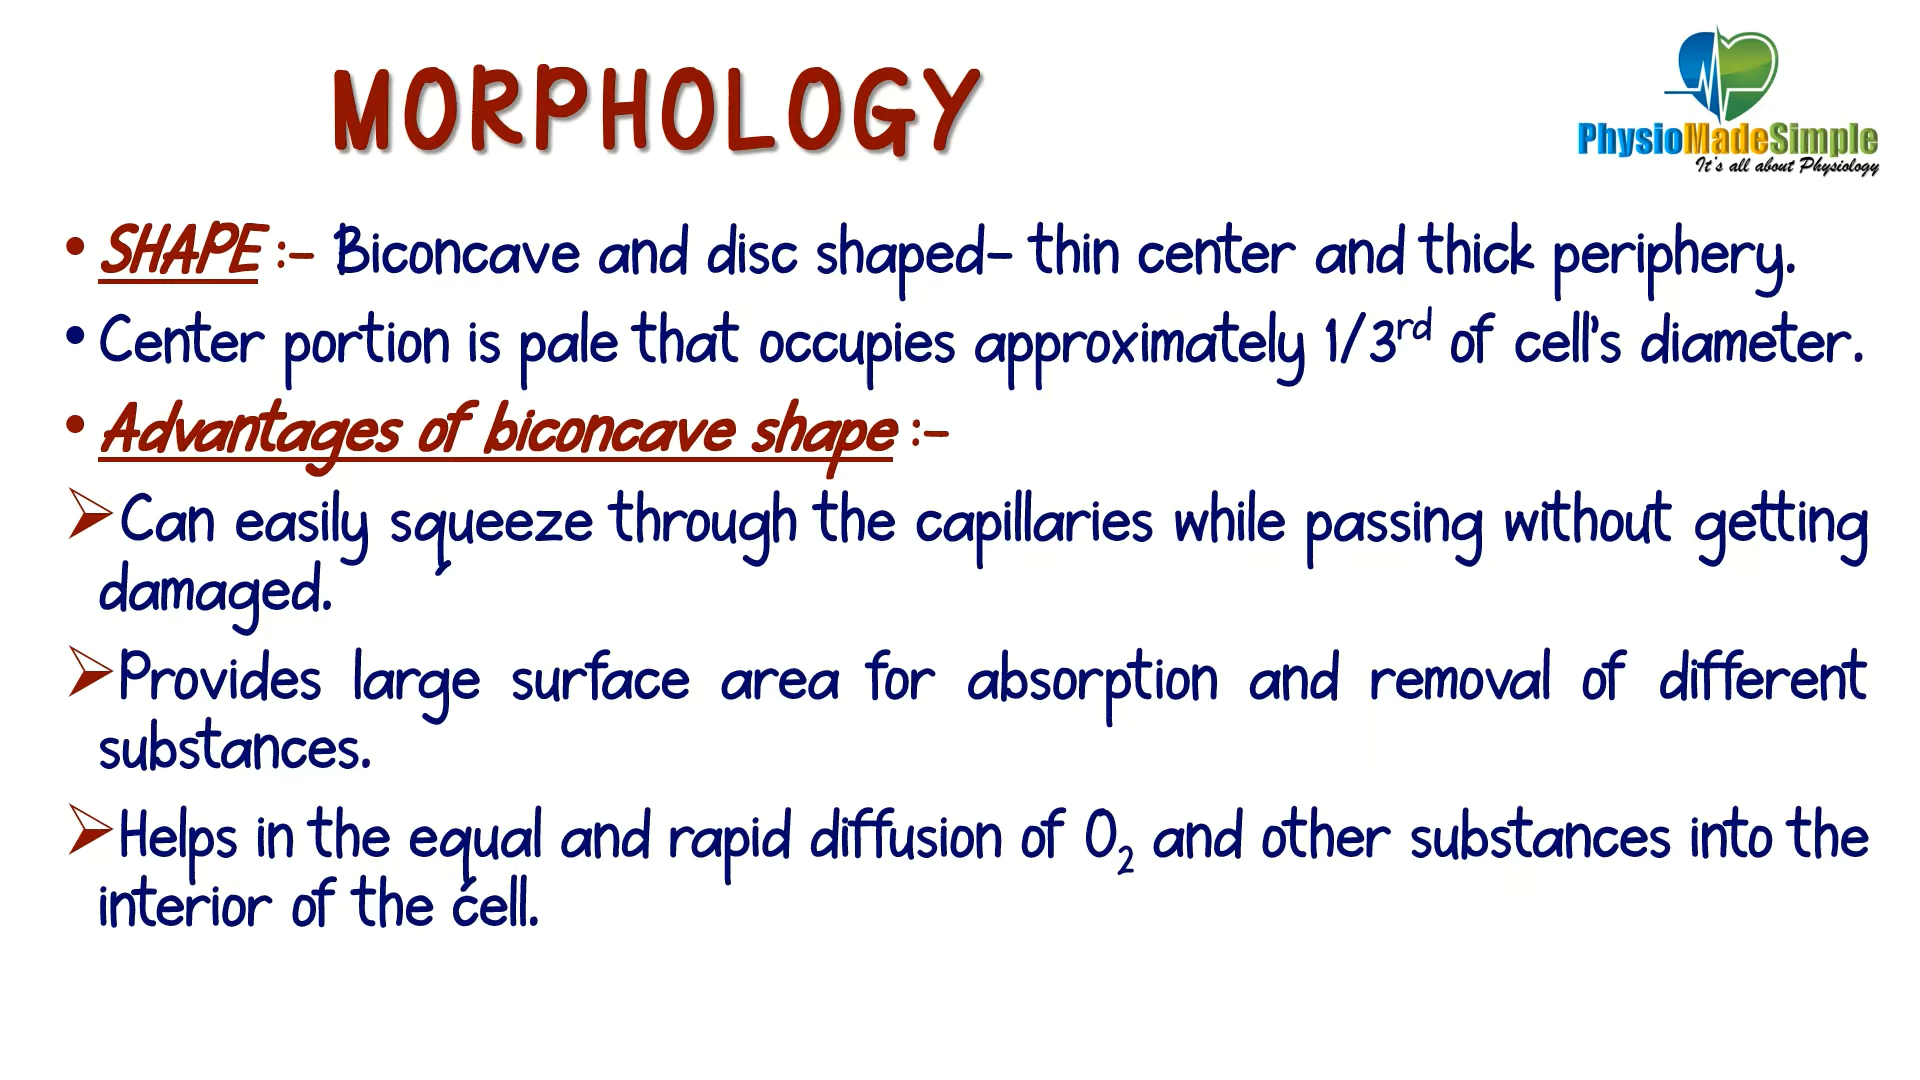 MORPHOLOGY
PhysioMadeSimple
It's all about Physiology
• SHAPE :- Biconcave and disc shaped- thin center and thick periphery.
• Center portion is pale that occupies approximately 1/3rd of cell's diameter.
• Advantages of biconcave shape :-
➢Can easily squeeze through the capillaries while passing without getting
damaged.
➢Provides large surface area for absorption and removal of different
substances.
➢Helps in the equal and rapid diffusion of O₂ and other substances into the
interior of the cell.